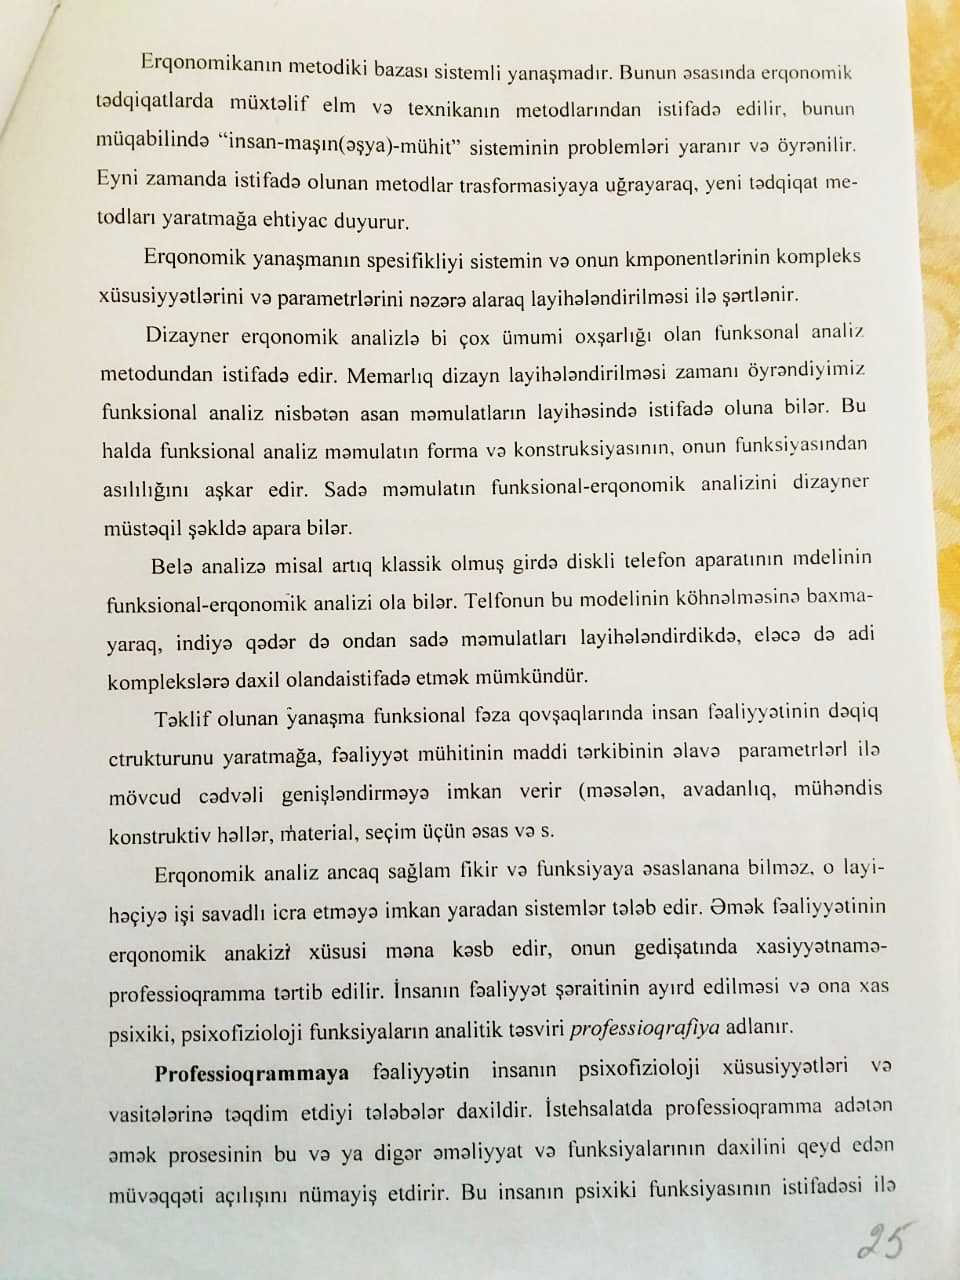 Erqonomikanın metodiki bazası sistemli yanaşmadır. Bunun əsasında erqonomik
tədqiqatlarda müxtəlif elm və texnikanın metodlarından istifadə edilir, bunun
müqabilində “insan-maşın(əşya)-mühit” sisteminin problemləri yaranır və öyrənilir.
Eyni zamanda istifadə olunan metodlar trasformasiyaya uğrayaraq, yeni tədqiqat me-
todları yaratmağa ehtiyac duyurur.
Erqonomik yanaşmanın spesifikliyi sistemin və onun kmponentlərinin kompleks
xüsusiyyətlərini və parametrlərini nəzərə alaraq layihələndirilməsi ilə şərtlənir.
Dizayner erqonomik analizlə bi çox ümumi oxşarlığı olan funksonal analiz
metodundan istifadə edir. Memarlıq dizayn layihələndirilməsi zamanı öyrəndiyimiz
funksional analiz nisbətən asan məmulatların layihəsində istifadə oluna bilər. Bu
halda funksional analiz məmulatın forma və konstruksiyasının, onun funksiyasından
asılılığını aşkar edir. Sadə məmulatın funksional-erqonomik analizini dizayner
müstəqil şəkldə apara bilər.
Belə analizə misal artıq klassik olmuş girdə diskli telefon aparatının mdelinin
funksional-erqonomik analizi ola bilər. Telfonun bu modelinin köhnəlməsinə baxma-
yaraq, indiyə qədər də ondan sadə məmulatları layihələndirdikdə, eləcə də adi
komplekslərə daxil olandaistifadə etmək mümkündür.
Təklif olunan yanaşma funksional fəza qovşaqlarında insan fəaliyyətinin dəqiq
ctrukturunu yaratmağa, fəaliyyət mühitinin maddi tərkibinin əlavə parametrlərl ilə
mövcud cədvəli genişləndirməyə imkan verir (məsələn, avadanlıq, mühəndis
konstruktiv həllər, material, seçim üçün əsas və s.
Erqonomik analiz ancaq sağlam fikir və funksiyaya əsaslanana bilməz, o layi-
həçiyə işi savadlı icra etməyə imkan yaradan sistemlər tələb edir. Əmək fəaliyyətinin
erqonomik anakizi xüsusi məna kəsb edir, onun gedişatında xasiyyətnamə-
professioqramma tərtib edilir. İnsanın fəaliyyət şəraitinin ayırd edilməsi və ona xas
psixiki, psixofizioloji funksiyaların analitik təsviri professioqrafiya adlanır.
Professioqrammaya fəaliyyətin insanın psixofizioloji xüsusiyyətləri və
vasitələrinə təqdim etdiyi tələbələr daxildir. İstehsalatda professioqramma adətən
əmək prosesinin bu və ya digər əməliyyat və funksiyalarının daxilini qeyd edən
müvəqqəti açılışını nümayiş etdirir. Bu insanın psixiki funksiyasının istifadəsi ilə
25